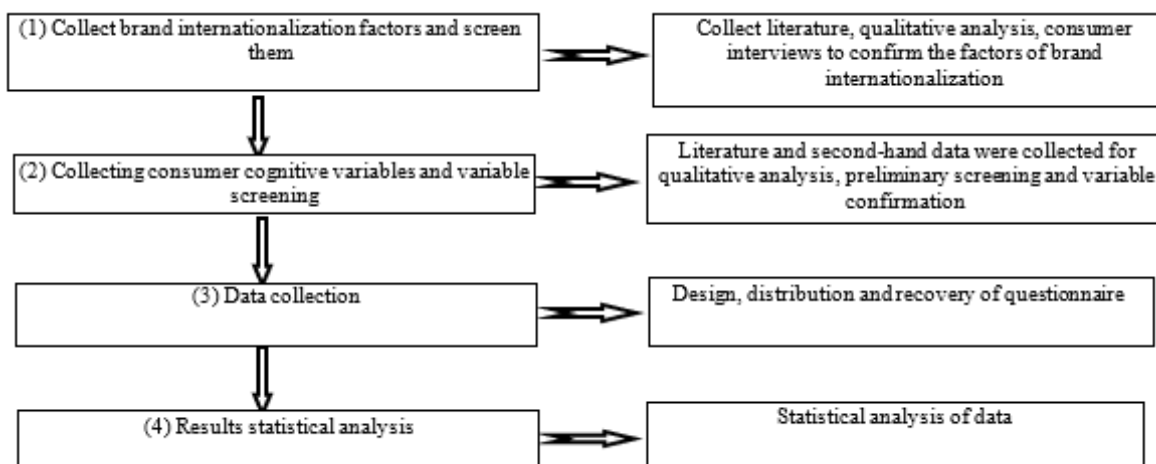 (1) Collect brand internationalization factors and screen
them
Collect literature, qualitative analysis, consumer
interviews to confirm the factors of brand
internationalization
(2) Collecting consumer cognitive variables and variable
screening
Literature and second-hand data were collected for
qualitative analysis, preliminary screening and variable
confirmation
(3) Data collection
Design, distribution and recovery of questionnaire
(4) Results statistical analysis
Statistical analysis of data